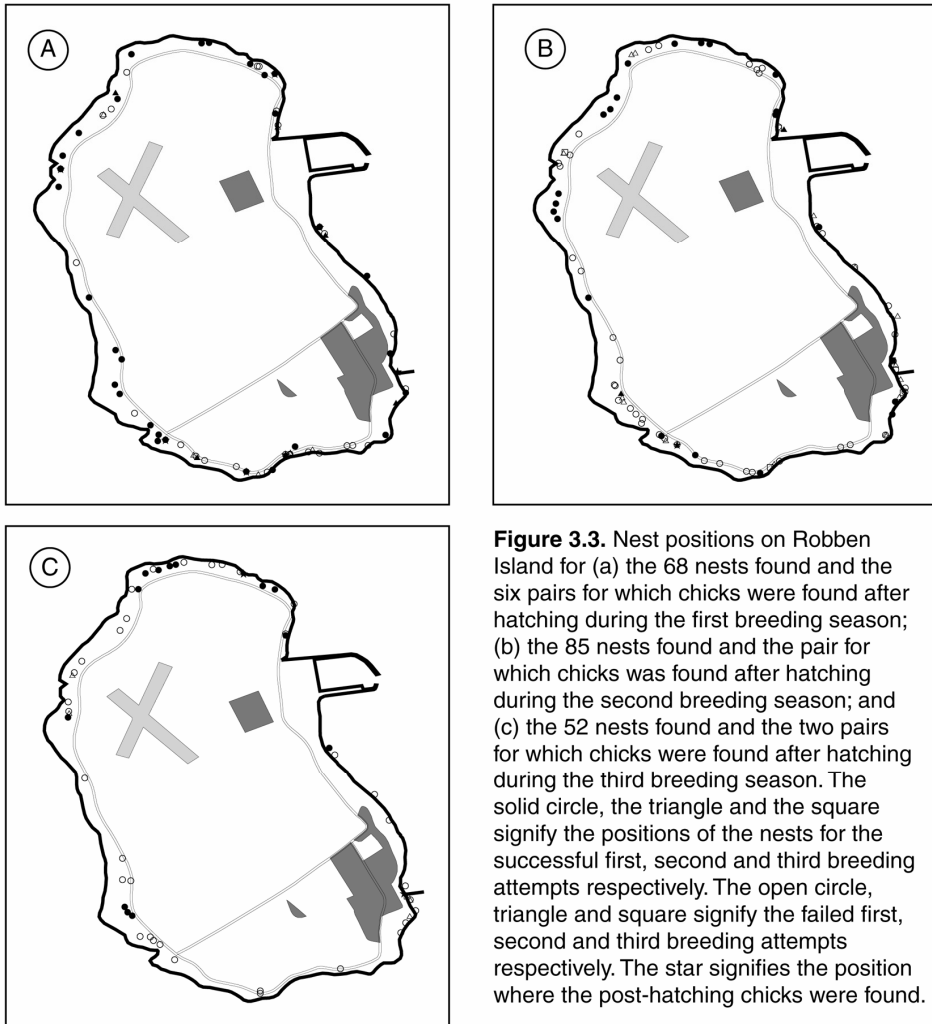 A
B
C
Figure 3.3. Nest positions on Robben
Island for (a) the 68 nests found and the
six pairs for which chicks were found after
hatching during the first breeding season;
(b) the 85 nests found and the pair for
which chicks was found after hatching
during the second breeding season; and
(c) the 52 nests found and the two pairs
for which chicks were found after hatching
during the third breeding season. The
solid circle, the triangle and the square
signify the positions of the nests for the
successful first, second and third breeding
attempts respectively. The open circle,
triangle and square signify the failed first,
second and third breeding attempts
respectively. The star signifies the position
where the post-hatching chicks were found.